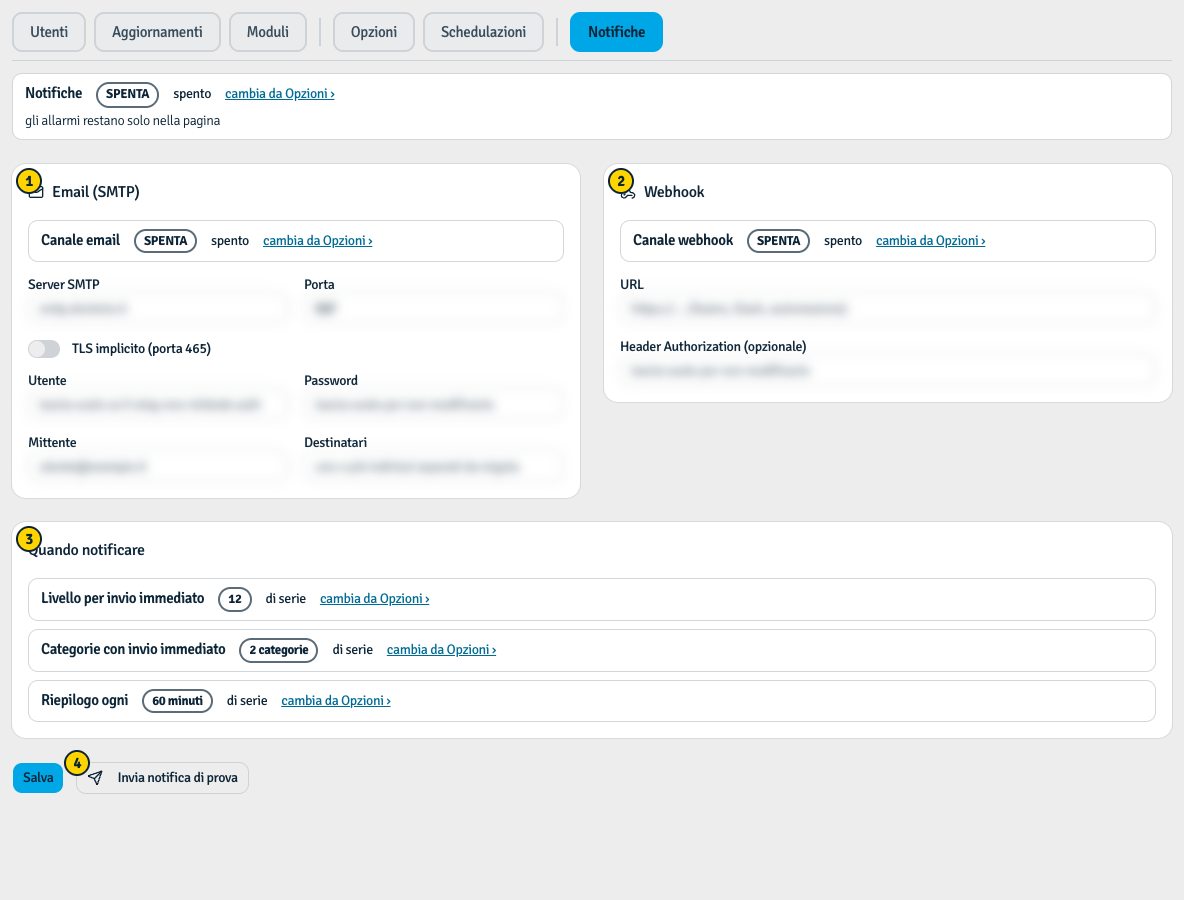 Utenti Aggiornamenti Moduli Opzioni Schedulazioni Notifiche
Notifiche SPENTA spento cambia da Opzioni ›
gli allarmi restano solo nella pagina
1 Email (SMTP)
Canale email SPENTA spento cambia da Opzioni ›
Server SMTP Porta
TLS implicito (porta 465)
Utente Password
Mittente Destinatari
2 Webhook
Canale webhook SPENTA spento cambia da Opzioni ›
URL
Header Authorization (opzionale)
3 Quando notificare
Livello per invio immediato 12 di serie cambia da Opzioni ›
Categorie con invio immediato 2 categorie di serie cambia da Opzioni ›
Riepilogo ogni 60 minuti di serie cambia da Opzioni ›
Salva 4 Invia notifica di prova